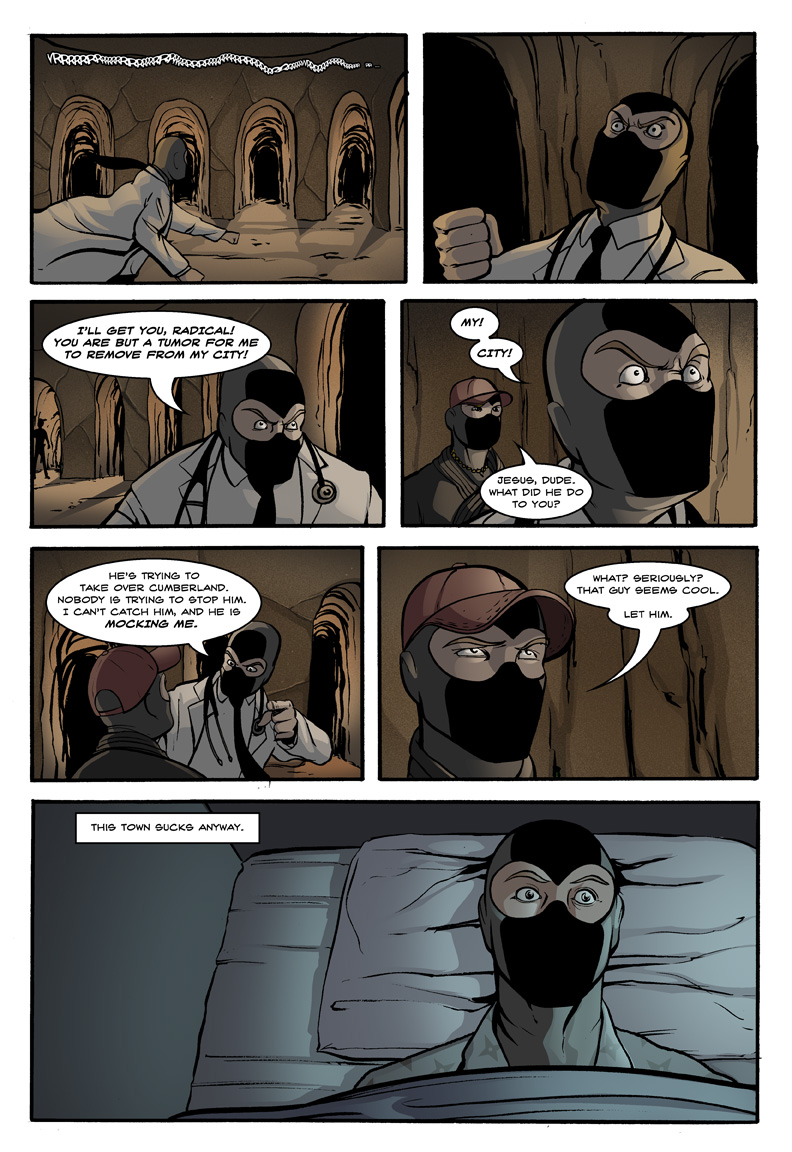 VRRRRRRRRRRRRRRRRRRRRRRRRRRRRRRRR...
I'LL GET YOU, RADICAL!
YOU ARE BUT A TUMOR FOR ME
TO REMOVE FROM MY CITY!
MY!
CITY!
JESUS, DUDE.
WHAT DID HE DO
TO YOU?
HE'S TRYING TO
TAKE OVER CUMBERLAND.
NOBODY IS TRYING TO STOP HIM.
I CAN'T CATCH HIM, AND HE IS
MOCKING ME.
WHAT? SERIOUSLY?
THAT GUY SEEMS COOL.
LET HIM.
THIS TOWN SUCKS ANYWAY.